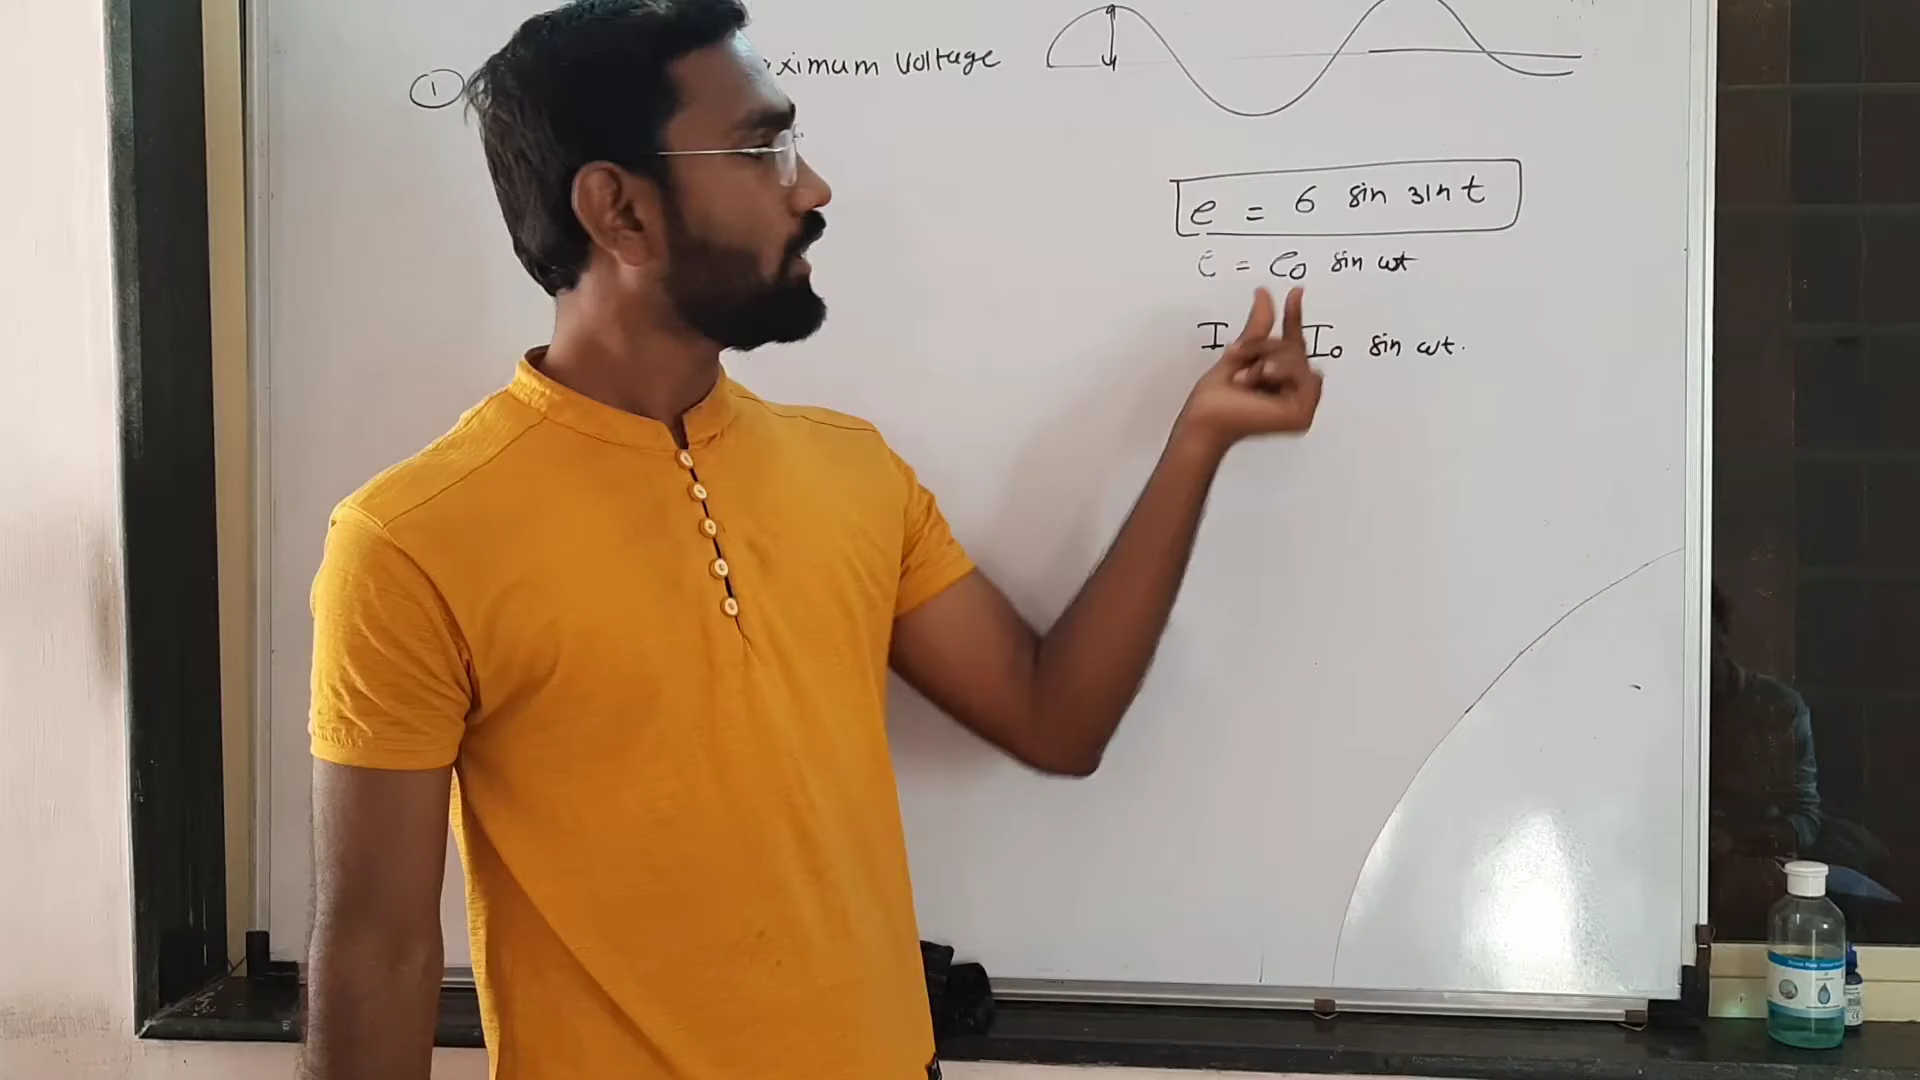 ① ximum Voltage
e = 6 sin 314 t
e = e₀ sin ωt
I I₀ sin ωt.